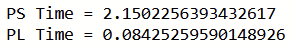 PS Time = 2.1502256393432617
PL Time = 0.08425259590148926